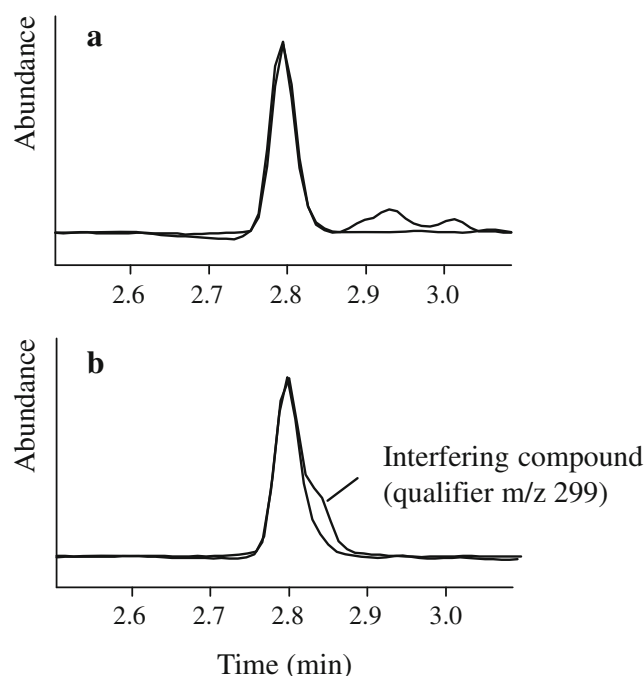 a
Abundance
2.6 2.7 2.8 2.9 3.0
b
Abundance
Interfering compound
(qualifier m/z 299)
2.6 2.7 2.8 2.9 3.0
Time (min)